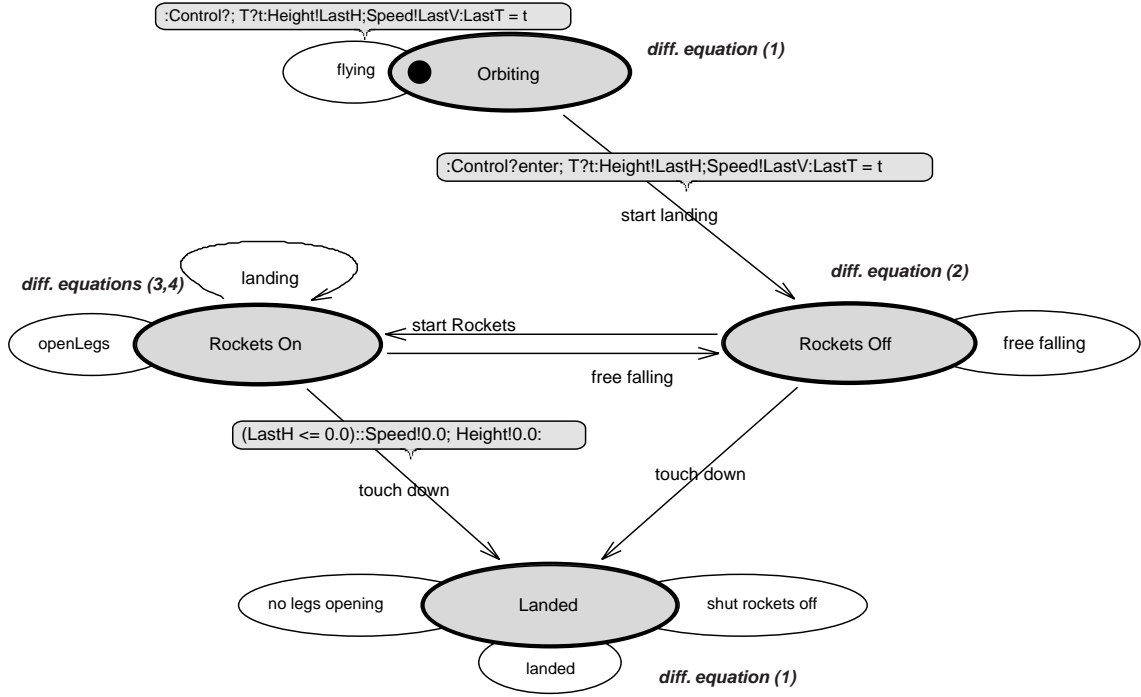 :Control?; T?t:Height!LastH;Speed!LastV:LastT = t
diff. equation (1)
flying
Orbiting
:Control?enter; T?t:Height!LastH;Speed!LastV:LastT = t
start landing
diff. equation (2)
landing
diff. equations (3,4)
start Rockets
openLegs
Rockets On
Rockets Off
free falling
free falling
(LastH <= 0.0)::Speed!0.0; Height!0.0:
touch down
touch down
no legs opening
Landed
shut rockets off
landed
diff. equation (1)